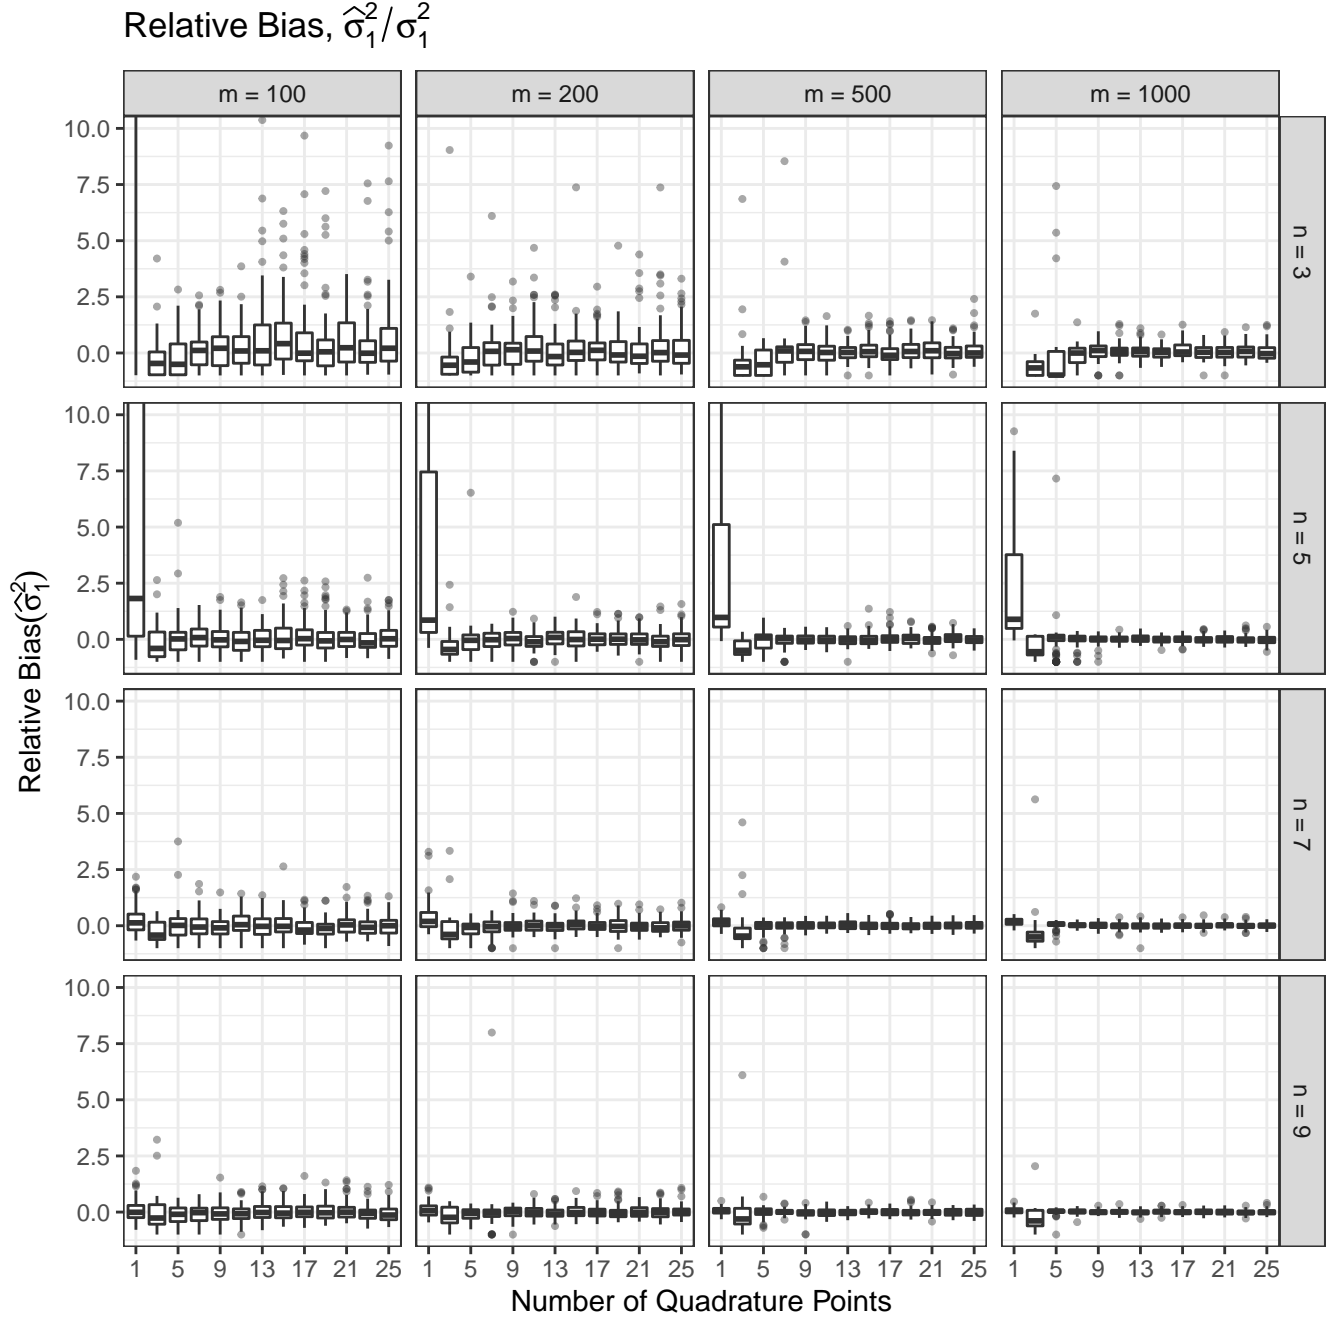 Relative Bias, σ̂₁²/σ₁²
m = 100 m = 200 m = 500 m = 1000
10.0
7.5
5.0
2.5
0.0
n = 3
10.0
7.5
5.0
2.5
0.0
n = 5
10.0
7.5
5.0
2.5
0.0
n = 7
10.0
7.5
5.0
2.5
0.0
n = 9
Relative Bias(σ̂₁²)
1 5 9 13 17 21 25 1 5 9 13 17 21 25 1 5 9 13 17 21 25 1 5 9 13 17 21 25
Number of Quadrature Points